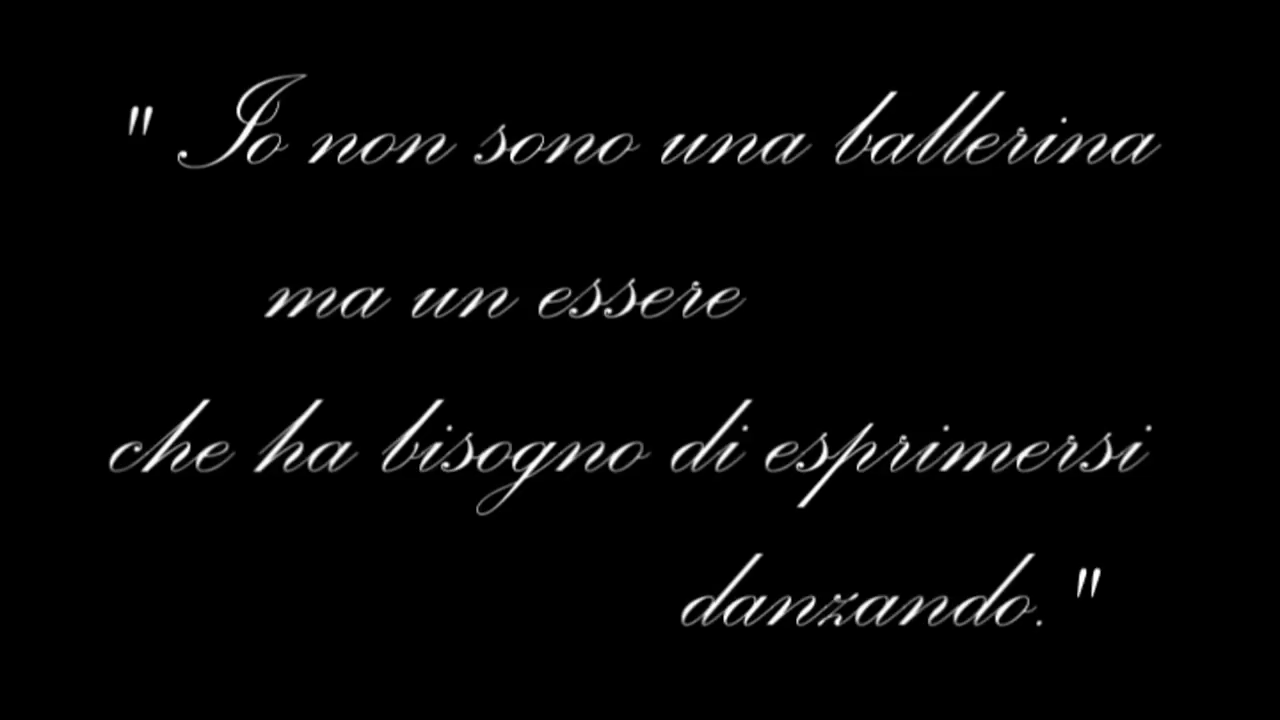 " Io non sono una ballerina
ma un essere
che ha bisogno di esprimersi
danzando. "